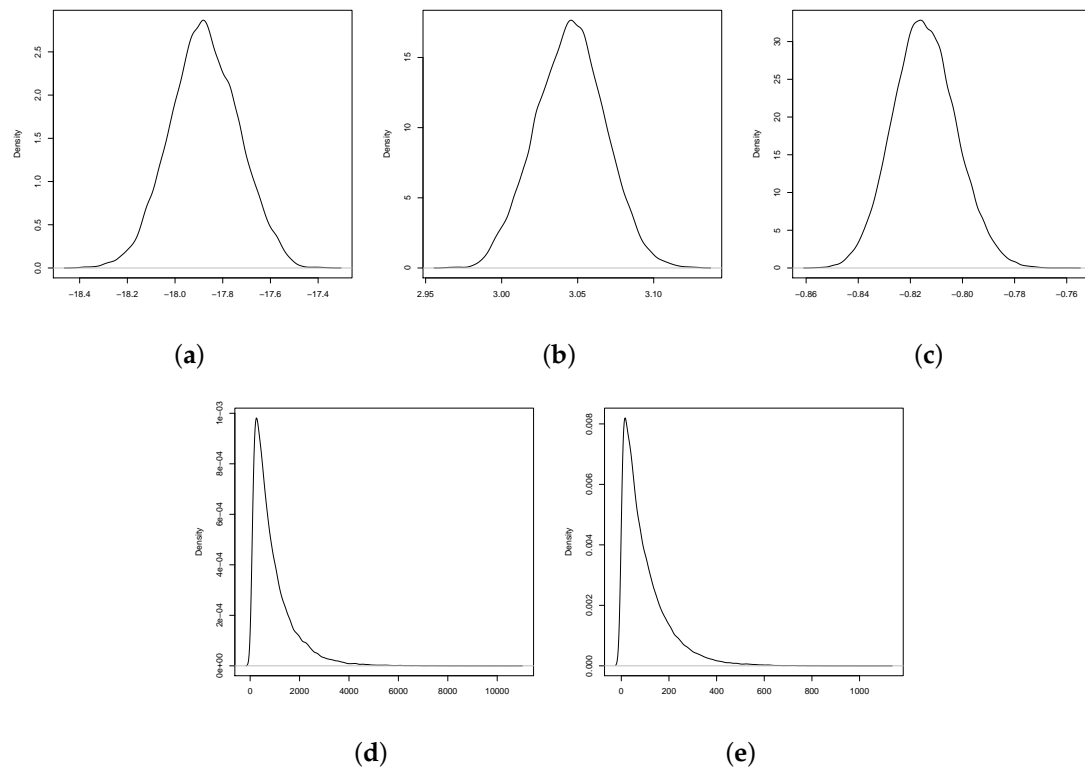 Density
0.0 0.5 1.0 1.5 2.0 2.5
−18.4 −18.2 −18.0 −17.8 −17.6 −17.4
(a)
Density
0 5 10 15
2.95 3.00 3.05 3.10
(b)
Density
0 5 10 15 20 25 30
−0.86 −0.84 −0.82 −0.80 −0.78 −0.76
(c)
Density
0e+00 2e−04 4e−04 6e−04 8e−04 1e−03
0 2000 4000 6000 8000 10000
(d)
Density
0.000 0.002 0.004 0.006 0.008
0 200 400 600 800 1000
(e)